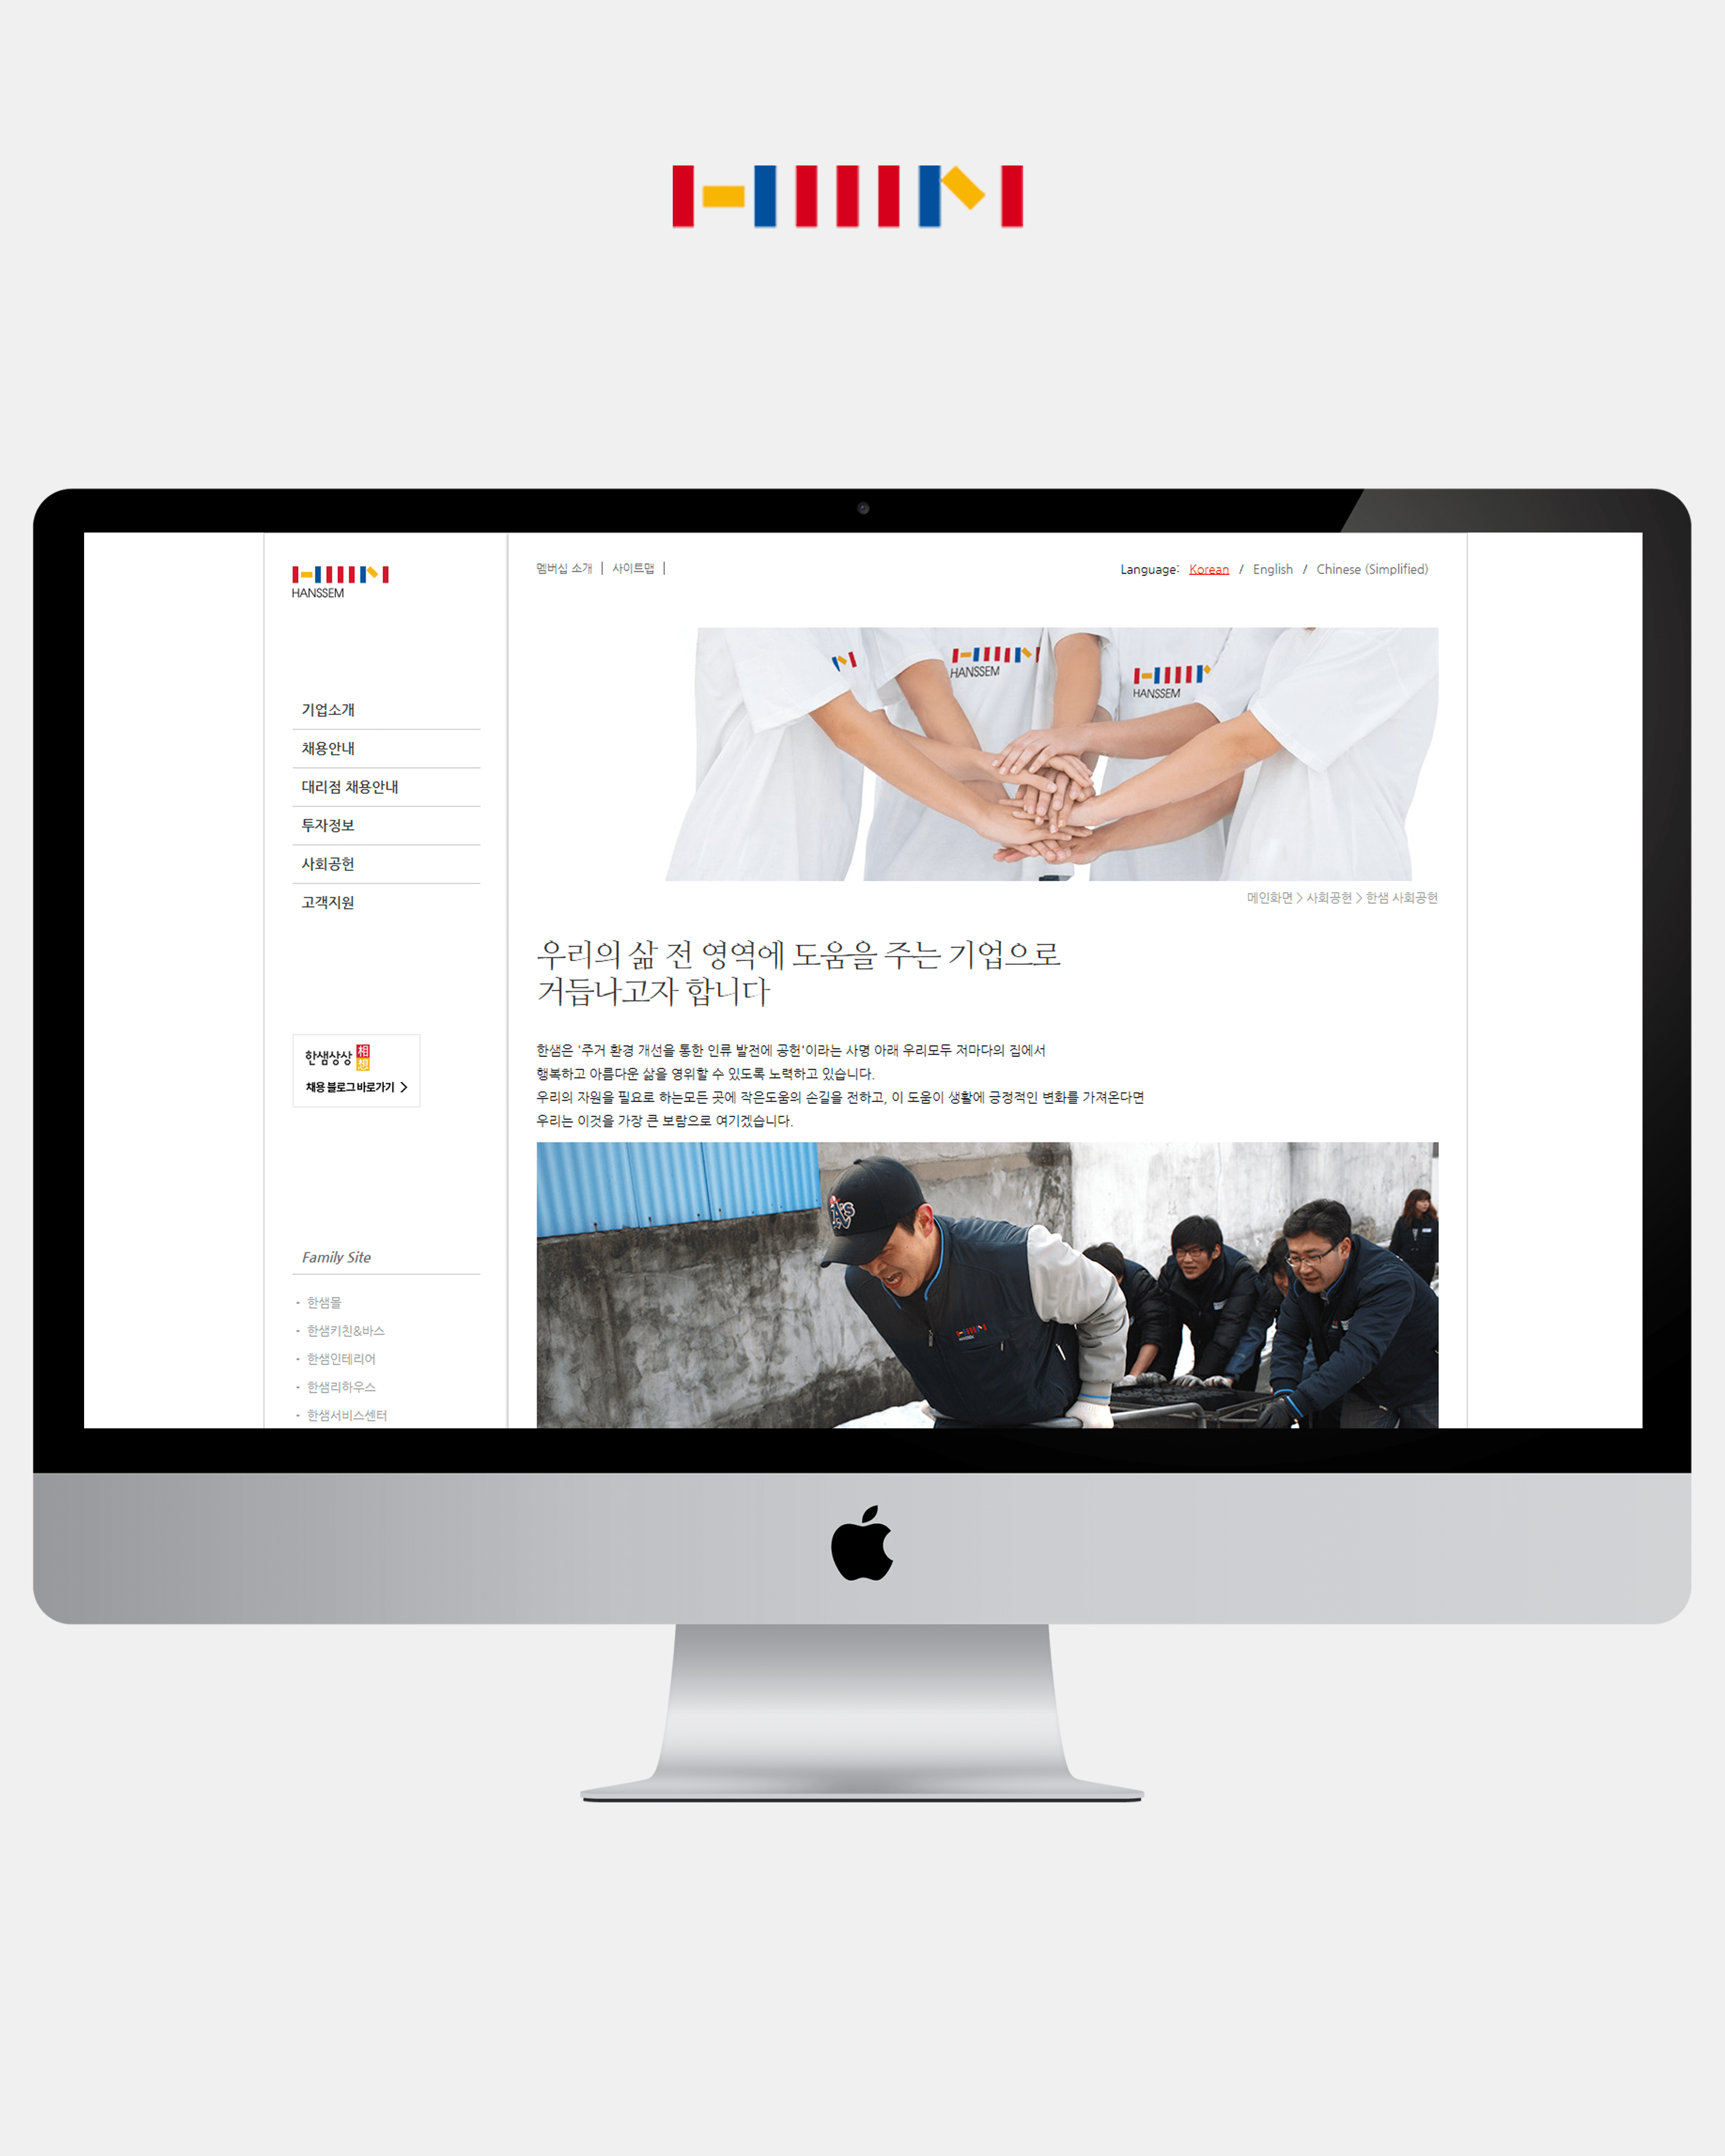 HANSSEM
멤버십 소개 | 사이트맵 |
Language: Korean / English / Chinese (Simplified)
HANSSEM
HANSSEM
기업소개
채용안내
대리점 채용안내
투자정보
사회공헌
고객지원
메인화면 > 사회공헌 > 한샘 사회공헌
우리의 삶 전 영역에 도움을 주는 기업으로
거듭나고자 합니다
한샘은 '주거 환경 개선을 통한 인류 발전에 공헌'이라는 사명 아래 우리모두 저마다의 집에서
행복하고 아름다운 삶을 영위할 수 있도록 노력하고 있습니다.
우리의 자원을 필요로 하는모든 곳에 작은도움의 손길을 전하고, 이 도움이 생활에 긍정적인 변화를 가져온다면
우리는 이것을 가장 큰 보람으로 여기겠습니다.
한샘상상 相想
채용 블로그 바로가기 >
A's
Family Site
- 한샘몰
- 한샘키친&바스
- 한샘인테리어
- 한샘리하우스
- 한샘서비스센터